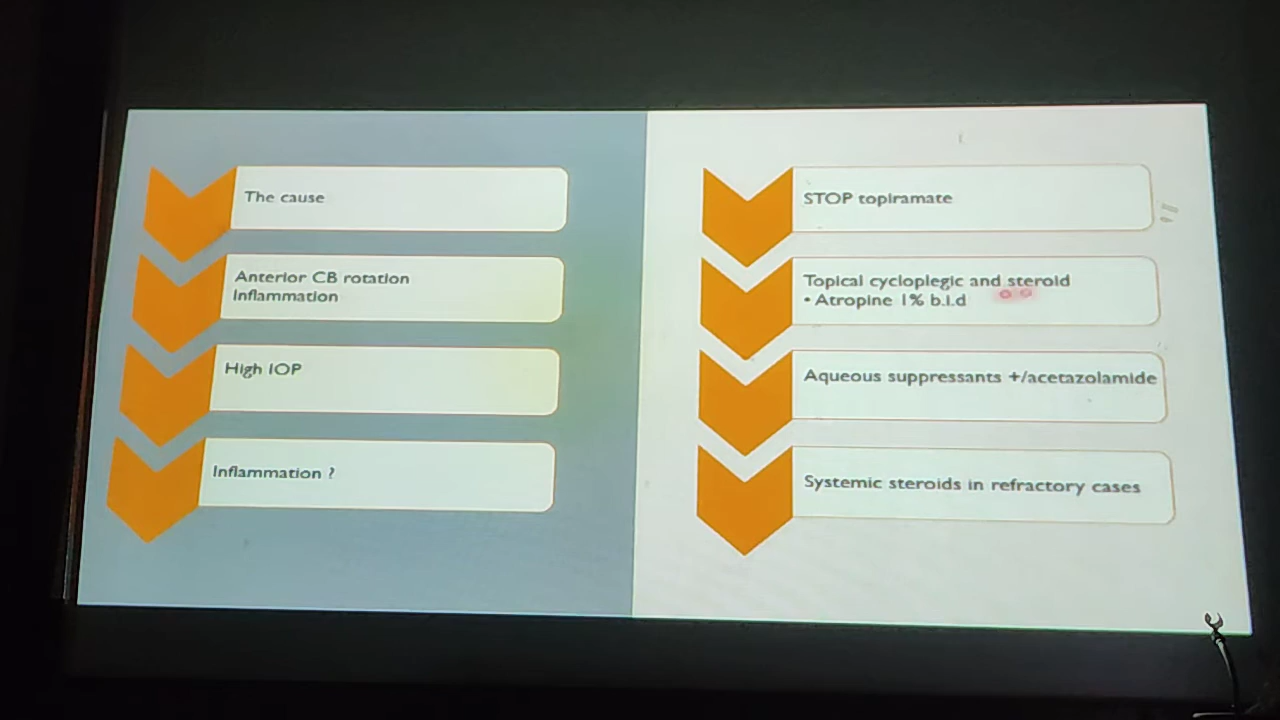 The cause
Anterior CB rotation
Inflammation
High IOP
Inflammation ?
STOP topiramate
Topical cycloplegic and steroid
• Atropine 1% b.i.d
Aqueous suppressants +/acetazolamide
Systemic steroids in refractory cases